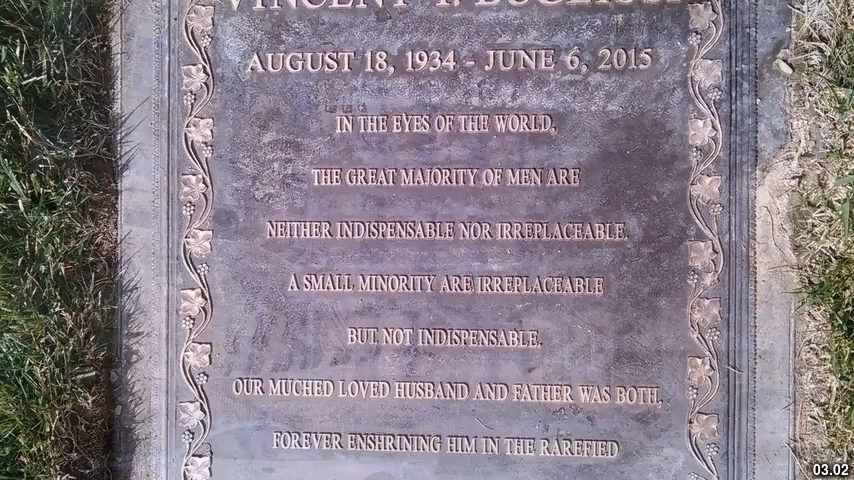 VINCENT T. BUGLIOSI
AUGUST 18, 1934 - JUNE 6, 2015
IN THE EYES OF THE WORLD,
THE GREAT MAJORITY OF MEN ARE
NEITHER INDISPENSABLE NOR IRREPLACEABLE.
A SMALL MINORITY ARE IRREPLACEABLE
BUT NOT INDISPENSABLE.
OUR MUCHED LOVED HUSBAND AND FATHER WAS BOTH,
FOREVER ENSHRINING HIM IN THE RAREFIED
03.02